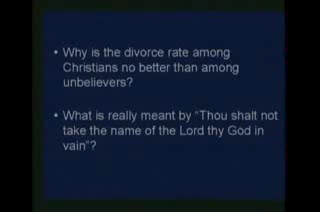 • Why is the divorce rate among
Christians no better than among
unbelievers?
• What is really meant by “Thou shalt not
take the name of the Lord thy God in
vain”?